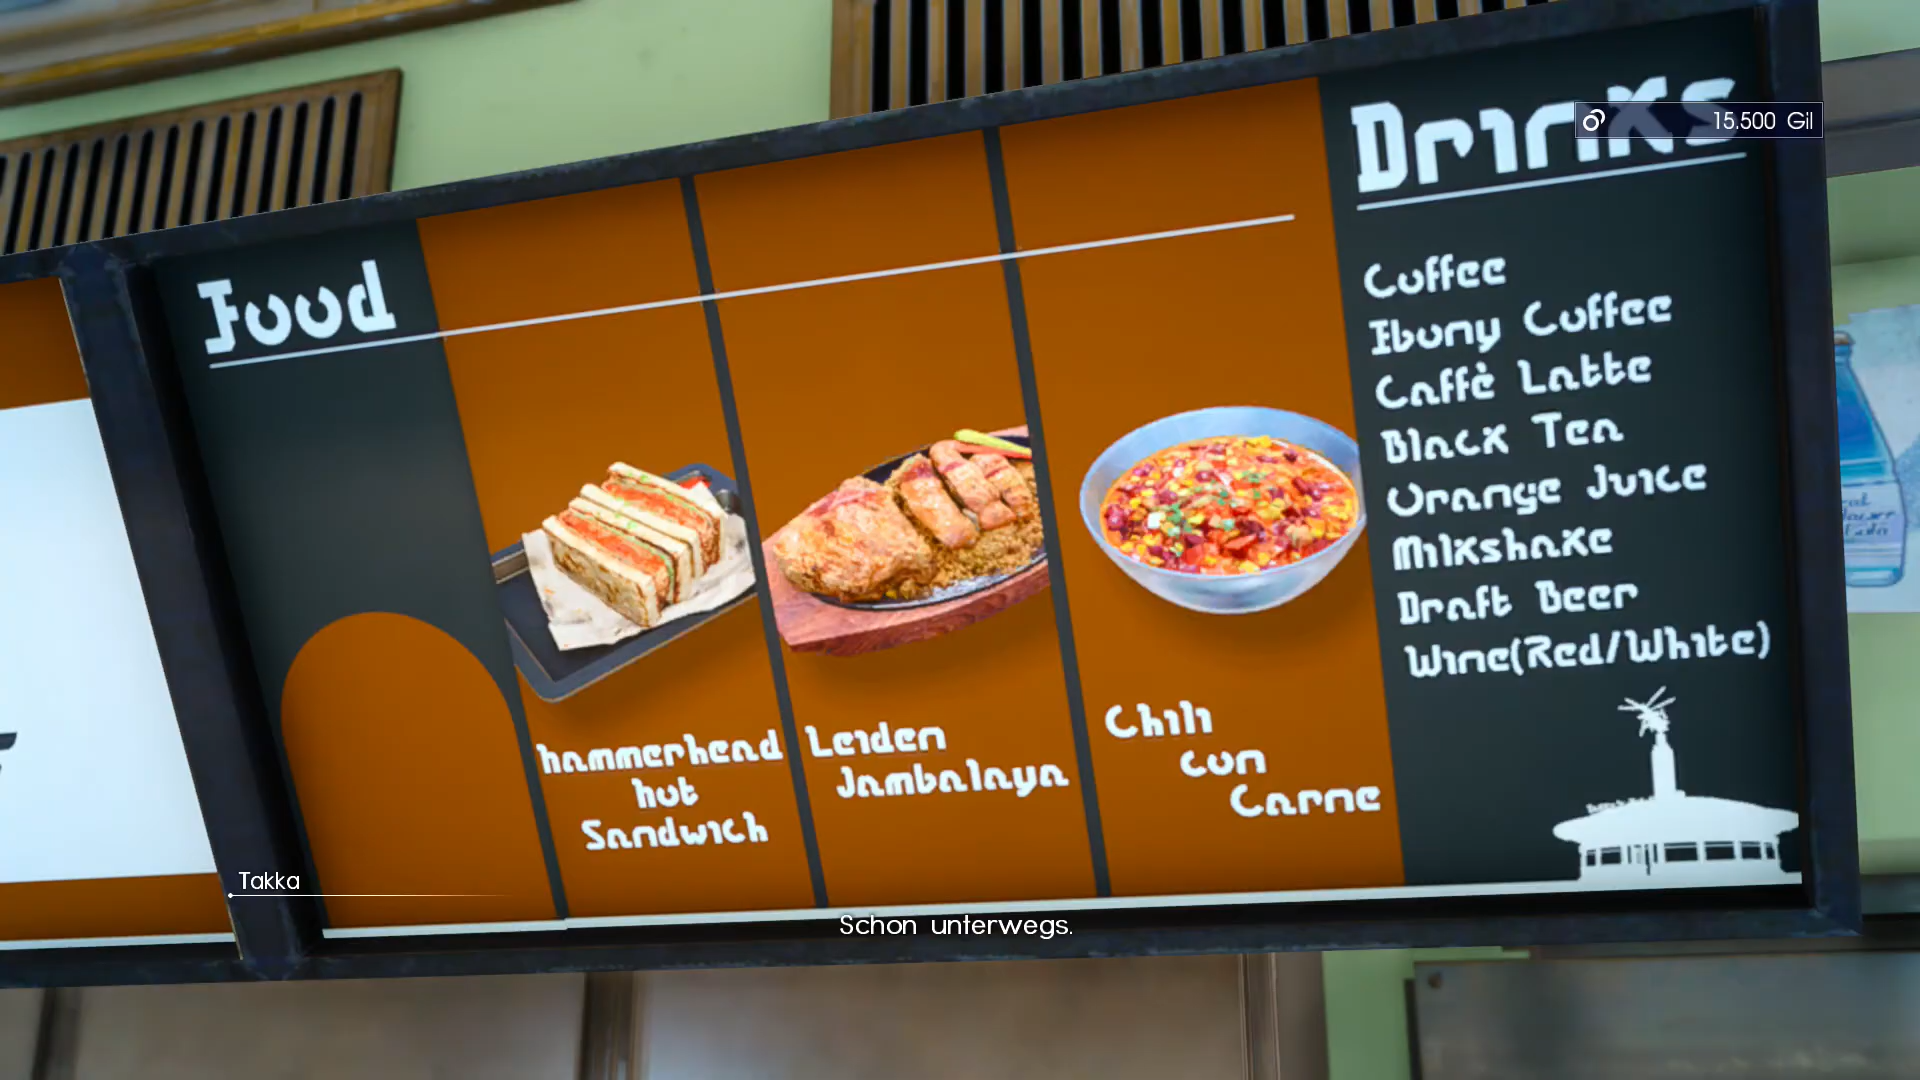 Drinks
15.500 Gil
Food
Coffee
Ebony Coffee
Caffè Latte
Black Tea
Orange Juice
Milkshake
Draft Beer
Wine(Red/White)
hammerhead
hot
Sandwich
Leiden
Jambalaya
Chili
con
Carne
Takka
Schon unterwegs.